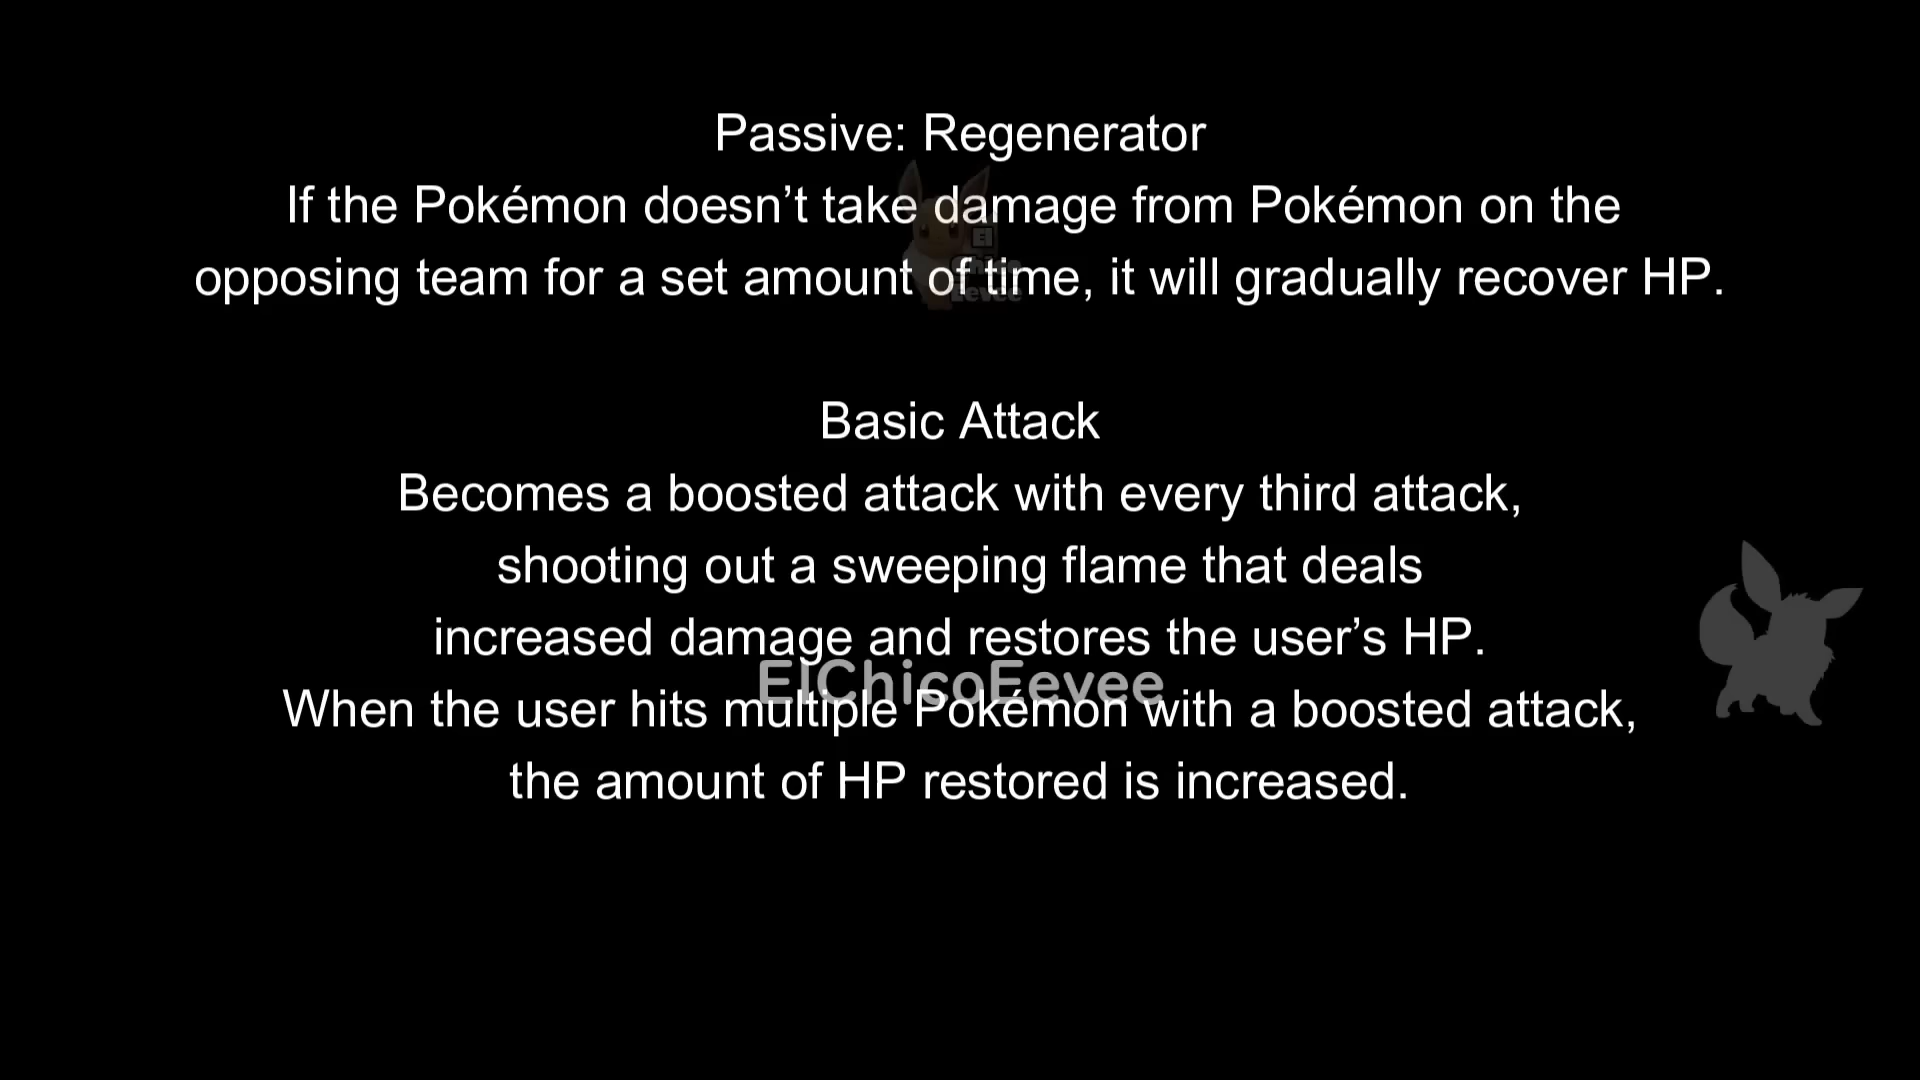 Passive: Regenerator
If the Pokémon doesn’t take damage from Pokémon on the
opposing team for a set amount of time, it will gradually recover HP.
El
Chico
Eevee
Basic Attack
Becomes a boosted attack with every third attack,
shooting out a sweeping flame that deals
increased damage and restores the user’s HP.
ElChicoEevee
When the user hits multiple Pokémon with a boosted attack,
the amount of HP restored is increased.